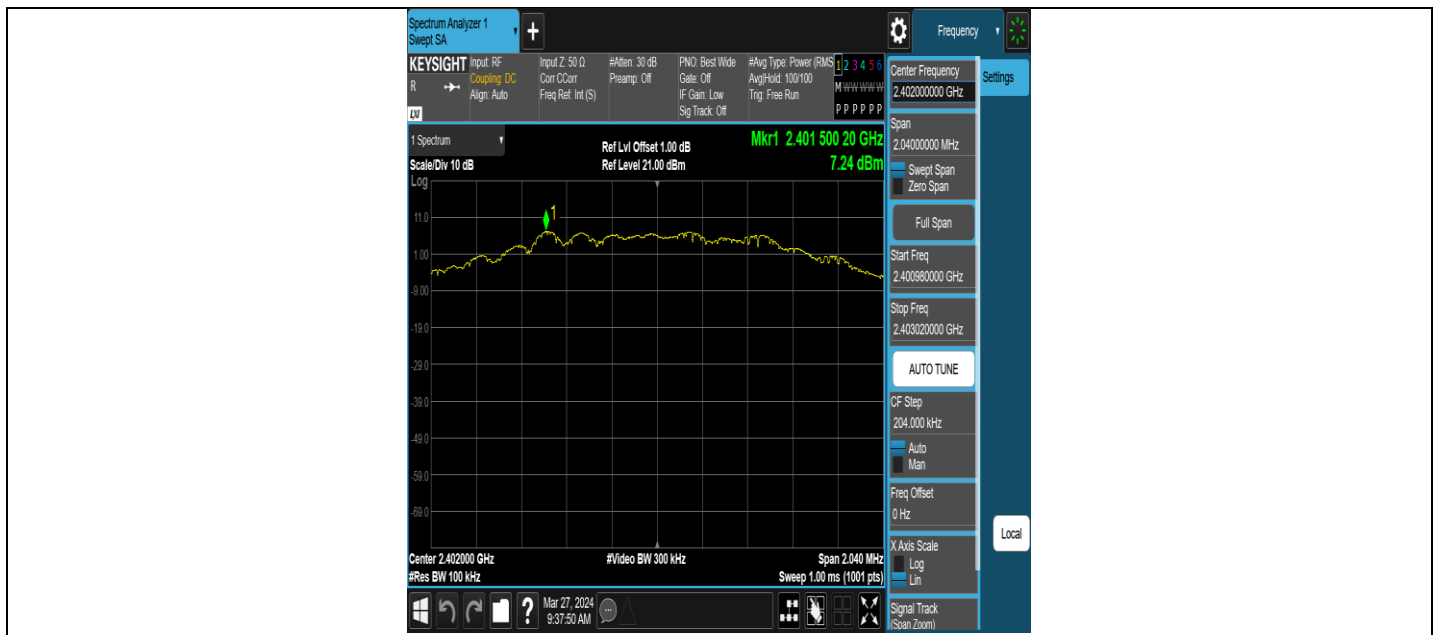 Spectrum Analyzer 1
Swept SA
+
Frequency
KEYSIGHT
R
LXI
Input: RF
Coupling: DC
Align: Auto
Input Z: 50 Ω
Corr CCorr
Freq Ref: Int (S)
#Atten: 30 dB
Preamp: Off
PNO: Best Wide
Gate: Off
IF Gain: Low
Sig Track: Off
#Avg Type: Power (RMS
Avg|Hold: 100/100
Trig: Free Run
1 2 3 4 5 6
M W W W W W
P P P P P P
1 Spectrum
Scale/Div 10 dB
Log
Ref Lvl Offset 1.00 dB
Ref Level 21.00 dBm
Mkr1 2.401 500 20 GHz
7.24 dBm
1
11.0
1.00
-9.00
-19.0
-29.0
-39.0
-49.0
-59.0
-69.0
Center 2.402000 GHz
#Res BW 100 kHz
#Video BW 300 kHz
Span 2.040 MHz
Sweep 1.00 ms (1001 pts)
Center Frequency
2.402000000 GHz
Settings
Span
2.04000000 MHz
Swept Span
Zero Span
Full Span
Start Freq
2.400980000 GHz
Stop Freq
2.403020000 GHz
AUTO TUNE
CF Step
204.000 kHz
Auto
Man
Freq Offset
0 Hz
X Axis Scale
Log
Lin
Local
Signal Track
(Span Zoom)
?
Mar 27, 2024
9:37:50 AM